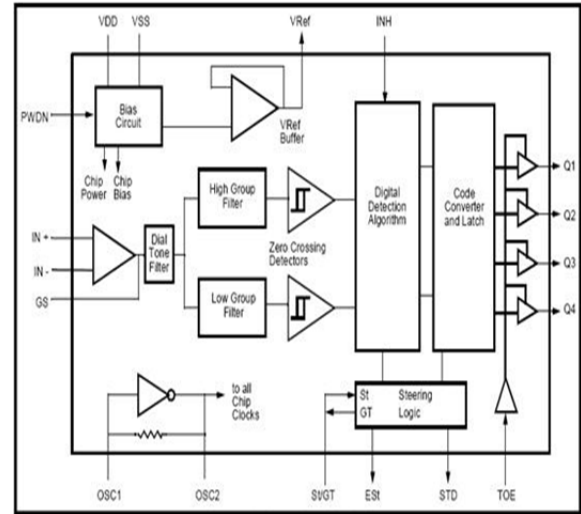 VDD VSS VRef INH
PWDN
Bias
Circuit
VRef
Buffer
Chip
Power
Chip
Bias
High Group
Filter
Digital
Detection
Algorithm
Code
Converter
and Latch
Q1
Q2
Q3
Q4
IN +
IN -
GS
Dial
Tone
Filter
Zero Crossing
Detectors
Low Group
Filter
to all
Chip
Clocks
St Steering
GT Logic
OSC1 OSC2 St/GT ESt STD TOE